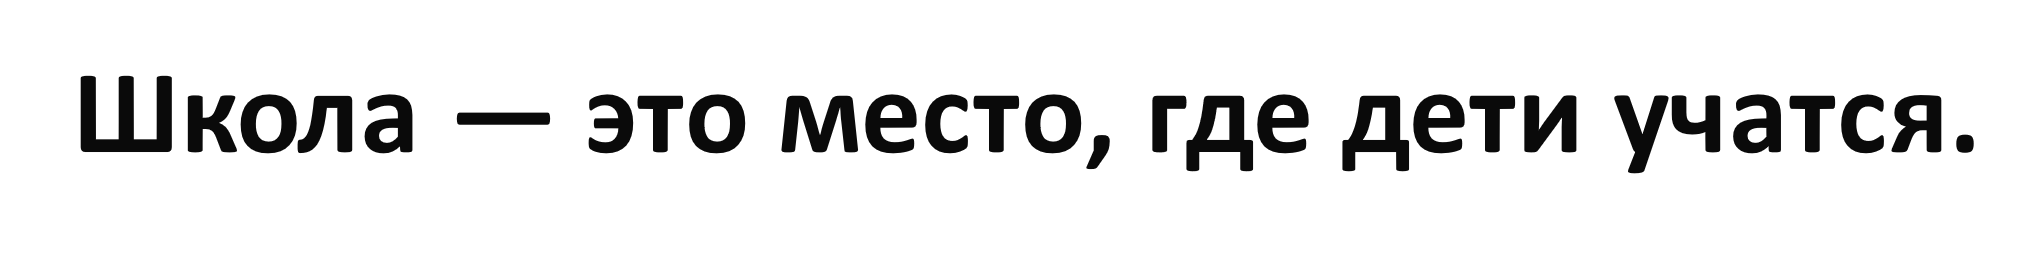 Школа — это место, где дети учатся.